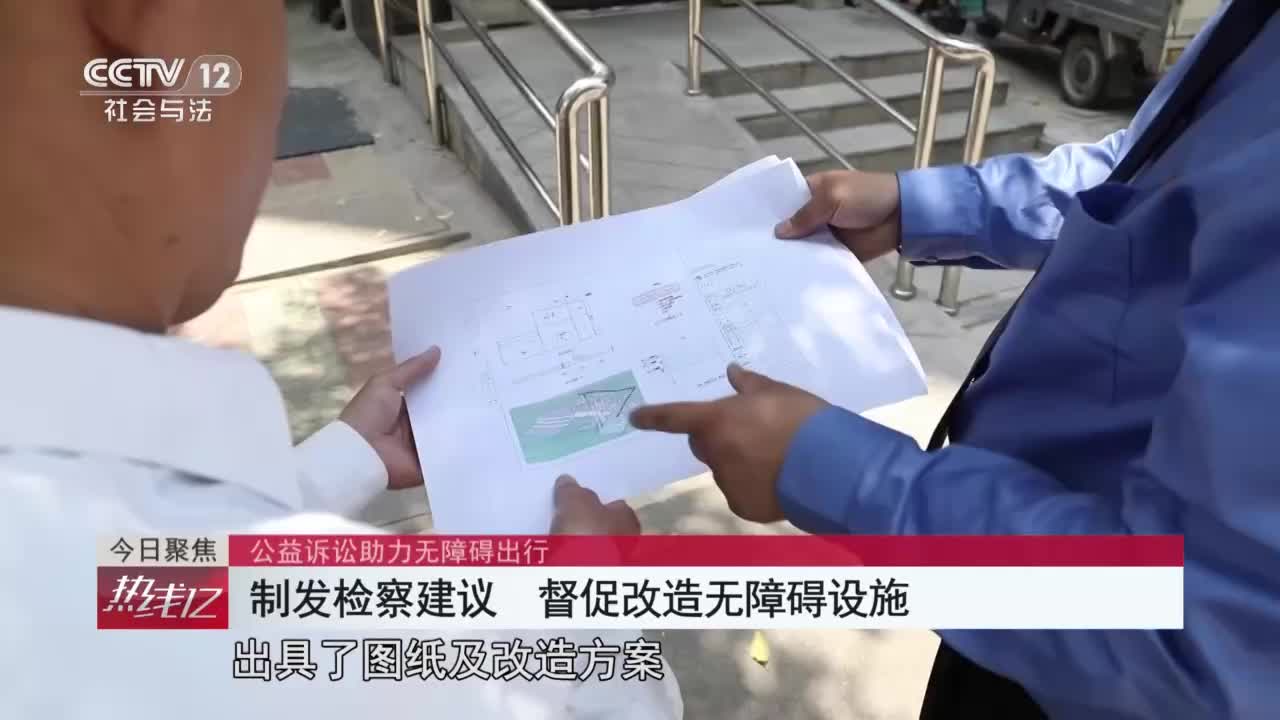 CCTV 12
社会与法
今日聚焦
公益诉讼助力无障碍出行
热线12
制发检察建议 督促改造无障碍设施
出具了图纸及改造方案